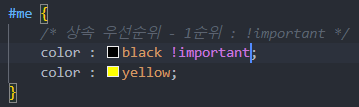 #me {
/* 상속 우선순위 - 1순위 : !important */
color : black !important;
color : yellow;
}